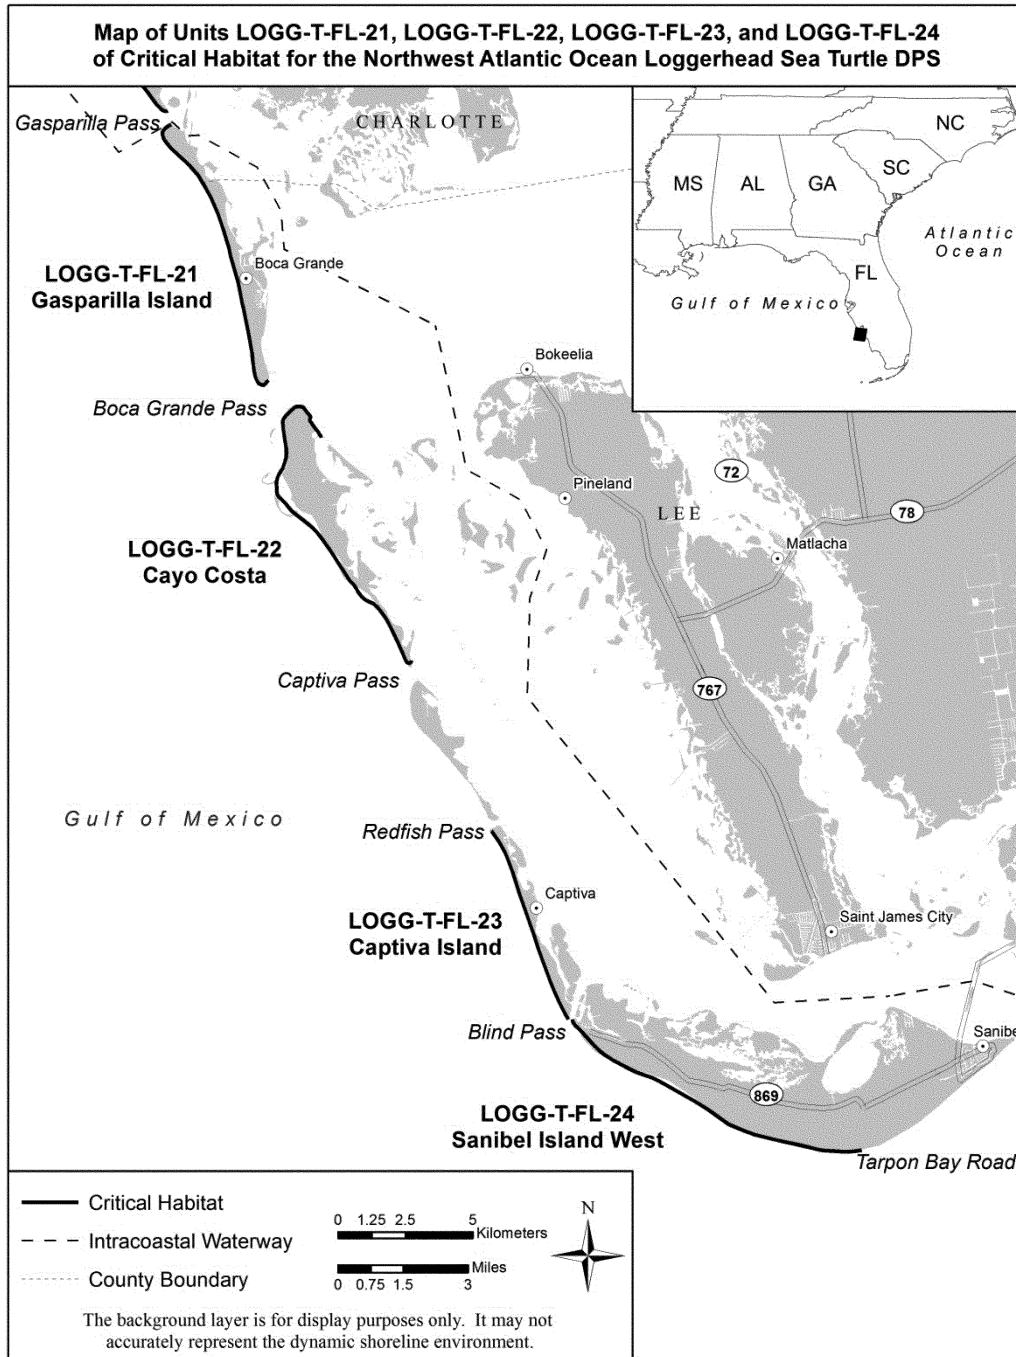 Map of Units LOGG-T-FL-21, LOGG-T-FL-22, LOGG-T-FL-23, and LOGG-T-FL-24
of Critical Habitat for the Northwest Atlantic Ocean Loggerhead Sea Turtle DPS
Gasparilla Pass
CHARLOTTE
NC
SC
MS
AL
GA
Atlantic
Ocean
FL
Gulf of Mexico
Boca Grande
LOGG-T-FL-21
Gasparilla Island
Bokeelia
Boca Grande Pass
72
Pineland
78
LEE
LOGG-T-FL-22
Cayo Costa
Matlacha
Captiva Pass
767
Gulf of Mexico
Redfish Pass
Captiva
LOGG-T-FL-23
Captiva Island
Saint James City
Blind Pass
Sanibe
869
LOGG-T-FL-24
Sanibel Island West
Tarpon Bay Road
Critical Habitat
Intracoastal Waterway
County Boundary
0 1.25 2.5 5
Kilometers
Miles
0 0.75 1.5 3
N
The background layer is for display purposes only. It may not
accurately represent the dynamic shoreline environment.